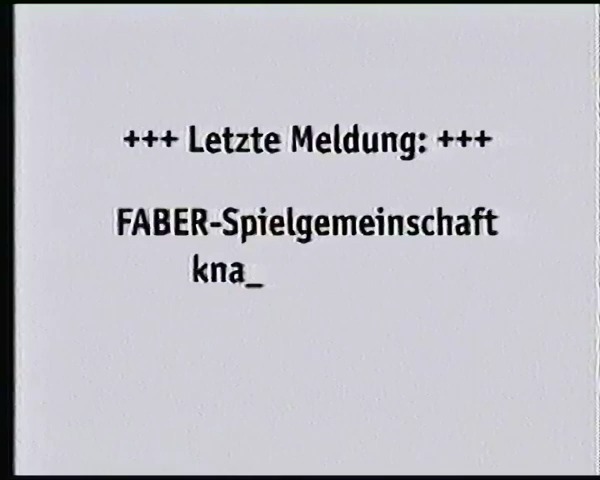 +++ Letzte Meldung: +++
FABER-Spielgemeinschaft
kna_